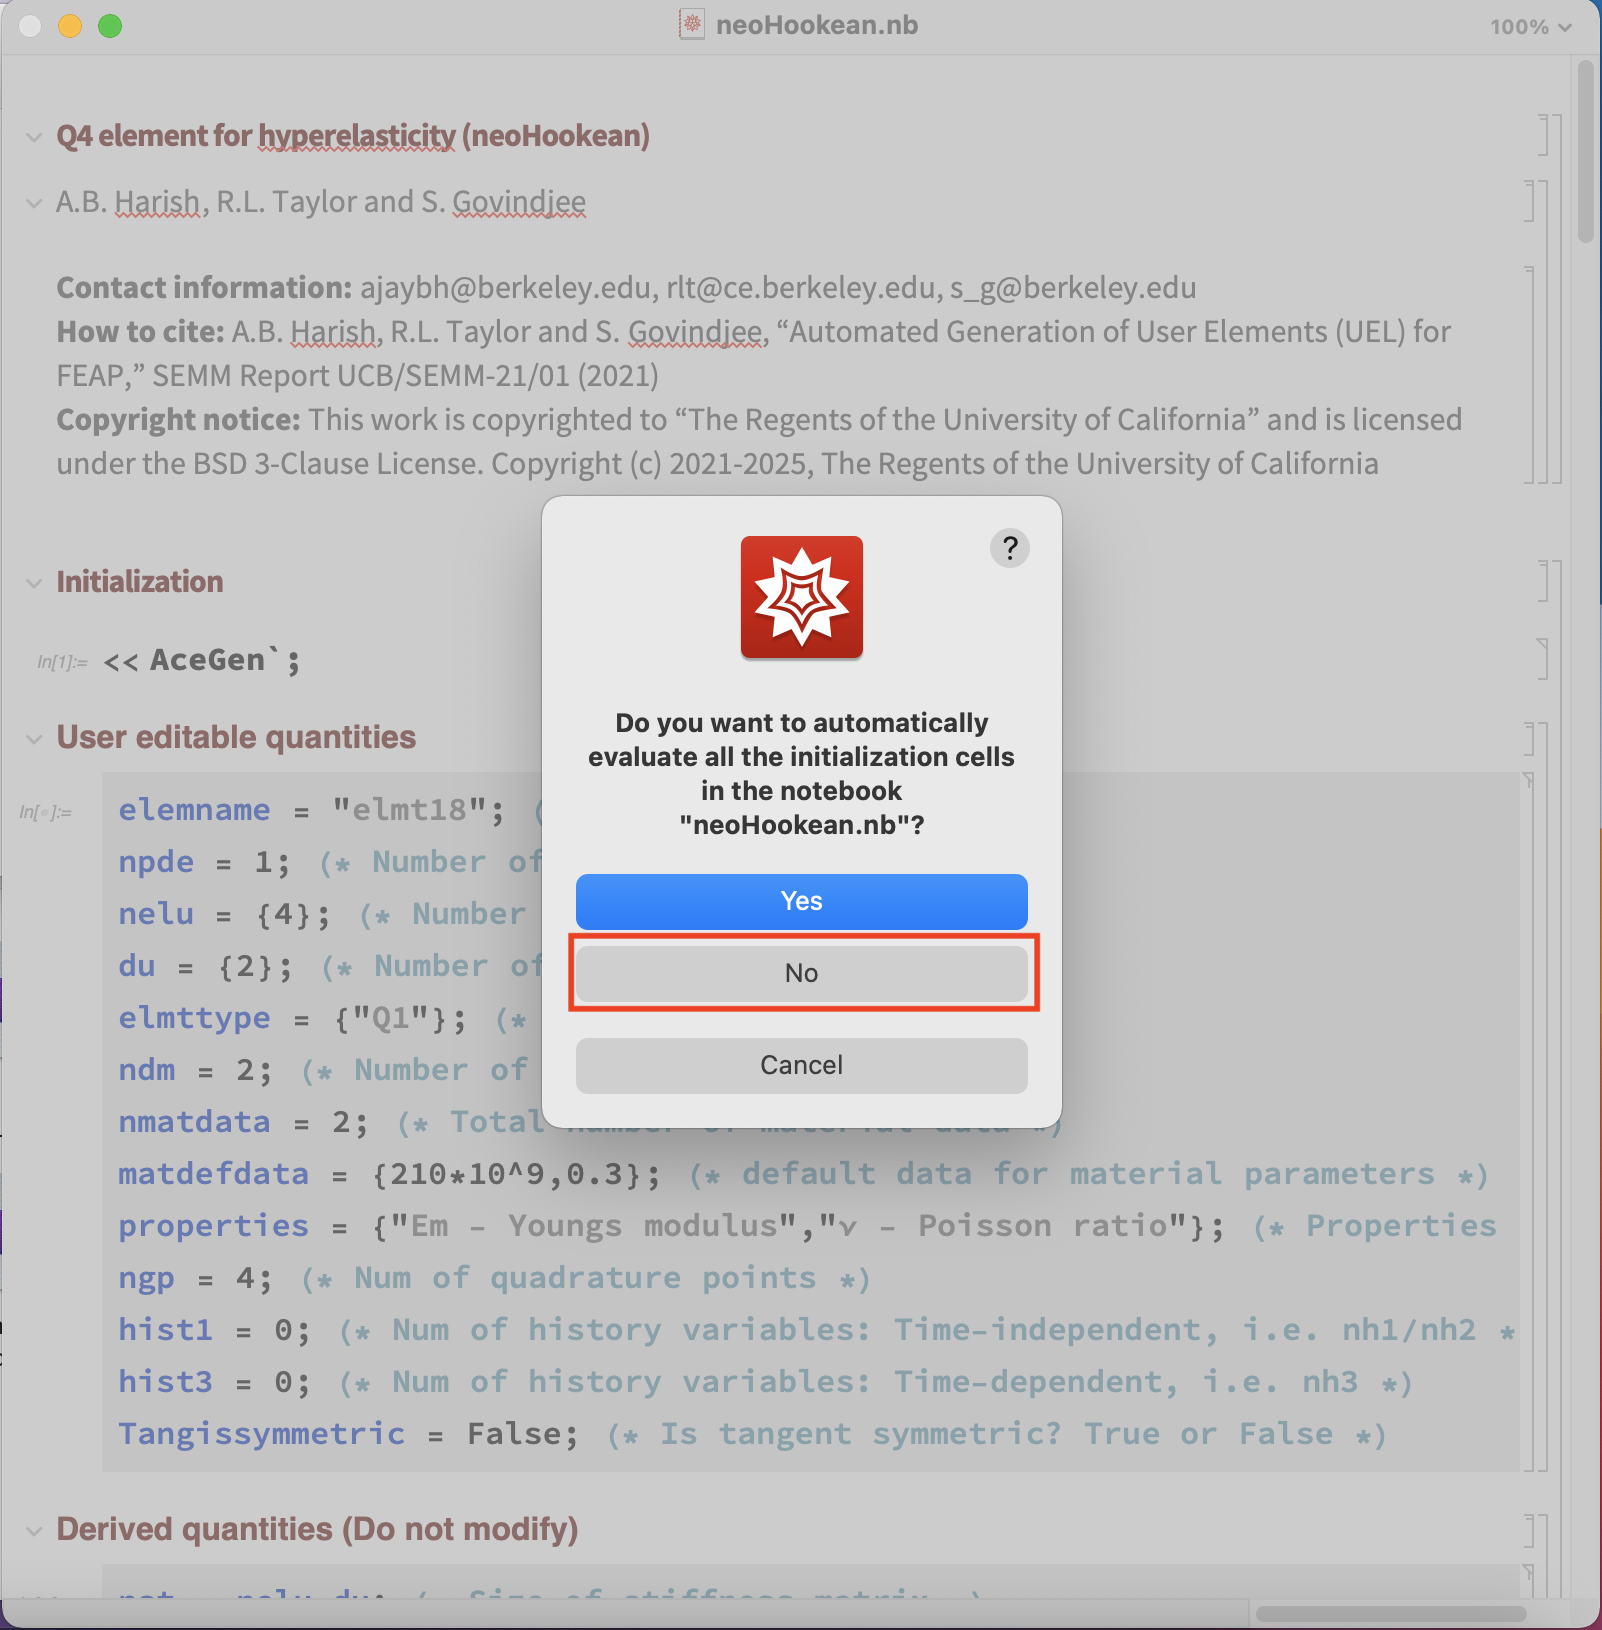 neoHookean.nb
100%
Q4 element for hyperelasticity (neoHookean)
A.B. Harish, R.L. Taylor and S. Govindjee
Contact information: ajaybh@berkeley.edu, rlt@ce.berkeley.edu, s_g@berkeley.edu
How to cite: A.B. Harish, R.L. Taylor and S. Govindjee, “Automated Generation of User Elements (UEL) for
FEAP,” SEMM Report UCB/SEMM-21/01 (2021)
Copyright notice: This work is copyrighted to “The Regents of the University of California” and is licensed
under the BSD 3-Clause License. Copyright (c) 2021-2025, The Regents of the University of California
Initialization
In[1]:= << AceGen`;
User editable quantities
In[◦]:= elemname = "elmt18"; (
npde = 1; (* Number of
nelu = {4}; (* Number
du = {2}; (* Number of
elmttype = {"Q1"}; (*
ndm = 2; (* Number of
nmatdata = 2; (* Total number of material data *)
matdefdata = {210*10^9,0.3}; (* default data for material parameters *)
properties = {"Em - Youngs modulus","ν - Poisson ratio"}; (* Properties
ngp = 4; (* Num of quadrature points *)
hist1 = 0; (* Num of history variables: Time-independent, i.e. nh1/nh2 *
hist3 = 0; (* Num of history variables: Time-dependent, i.e. nh3 *)
Tangissymmetric = False; (* Is tangent symmetric? True or False *)
Derived quantities (Do not modify)
?
Do you want to automatically
evaluate all the initialization cells
in the notebook
"neoHookean.nb"?
Yes
No
Cancel